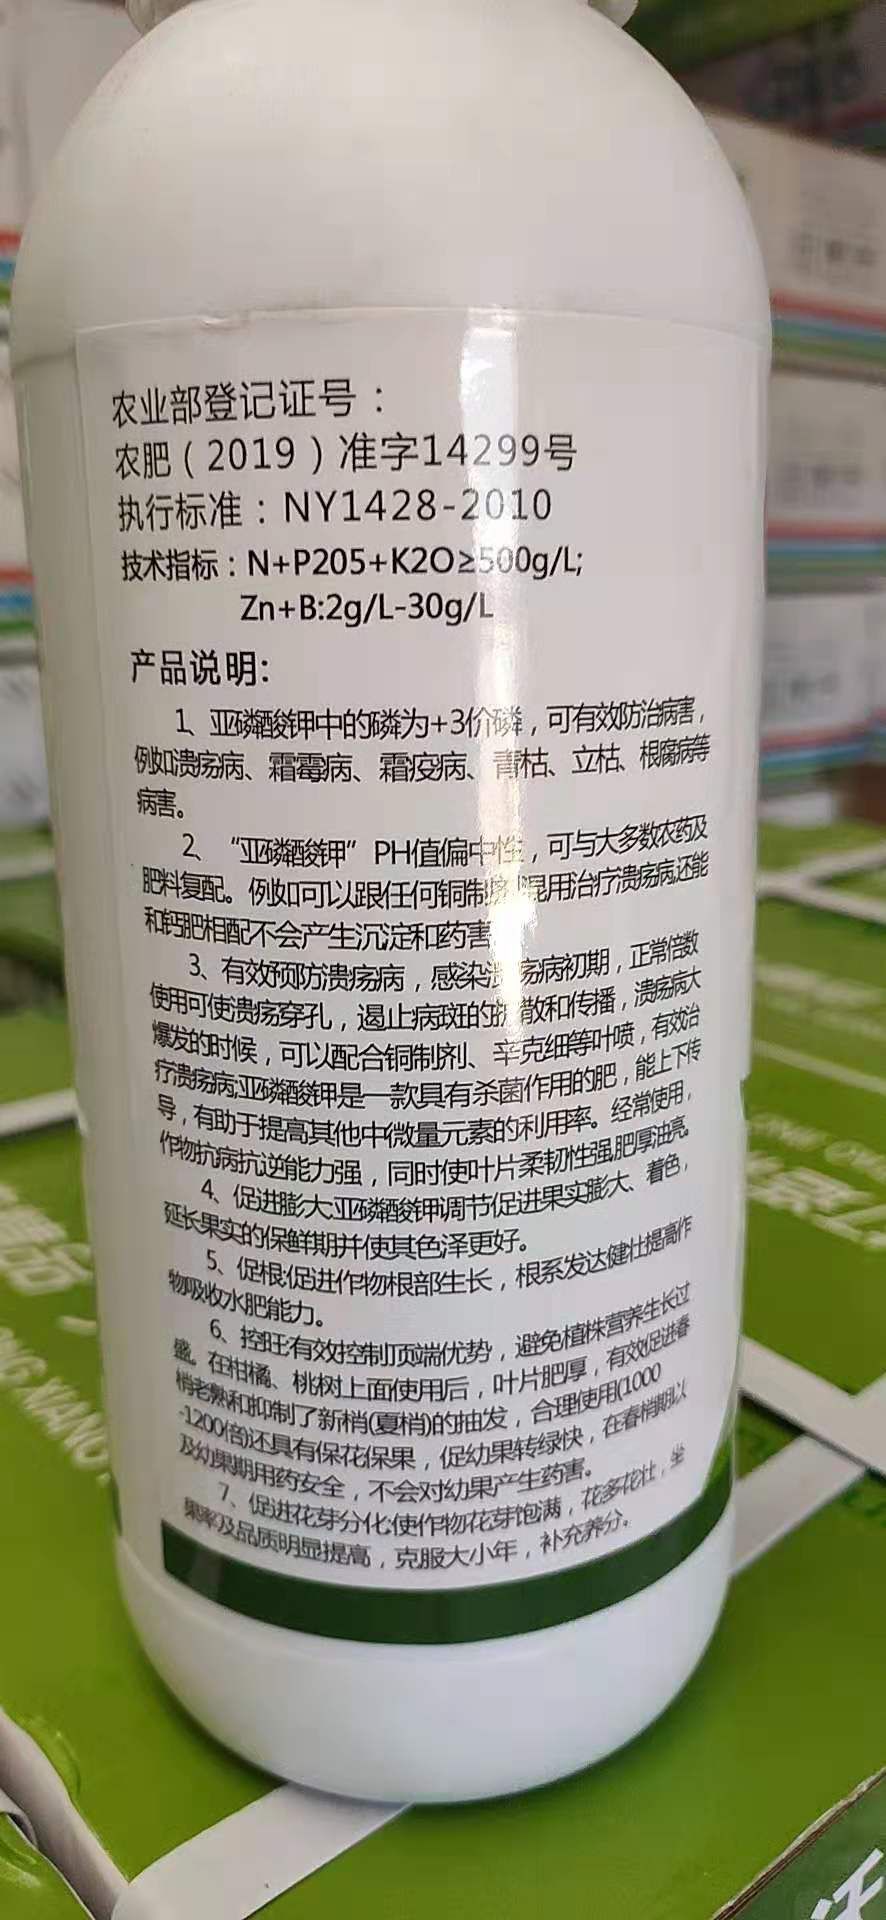 农业部登记证号：
农肥（2019）准字14299号
执行标准：NY1428-2010
技术指标：N+P205+K2O≥500g/L;
Zn+B:2g/L-30g/L
产品说明:
1、亚磷酸钾中的磷为+3价磷，可有效防治病害，
例如溃疡病、霜霉病、霜疫病、青枯、立枯、根腐病等
病害。
2、“亚磷酸钾”PH值偏中性，可与大多数农药及
肥料复配。例如可以跟任何铜制剂混用治疗溃疡病,还能
和钙肥相配不会产生沉淀和药害
3、有效预防溃疡病，感染溃疡病初期，正常倍数
使用可使溃疡穿孔，遏止病斑的扩散和传播，溃疡病大
爆发的时候，可以配合铜制剂、辛克细等叶喷，有效治
疗溃疡病;亚磷酸钾是一款具有杀菌作用的肥，能上下传
导，有助于提高其他中微量元素的利用率。经常使用，
作物抗病抗逆能力强，同时使叶片柔韧性强,肥厚油亮。
4、促进膨大:亚磷酸钾调节促进果实膨大、着色，
延长果实的保鲜期并使其色泽更好。
5、促根:促进作物根部生长，根系发达健壮提高作
物吸收水肥能力。
6、控旺:有效控制顶端优势，避免植株营养生长过
盛。在柑橘、桃树上面使用后，叶片肥厚，有效促进春
梢老熟和抑制了新梢(夏梢)的抽发，合理使用(1000
-1200倍)还具有保花保果，促幼果转绿快，在春梢期以
及幼果期用药安全，不会对幼果产生药害。
7、促进花芽分化:使作物花芽饱满，花多花壮，坐
果率及品质明显提高，克服大小年，补充养分。